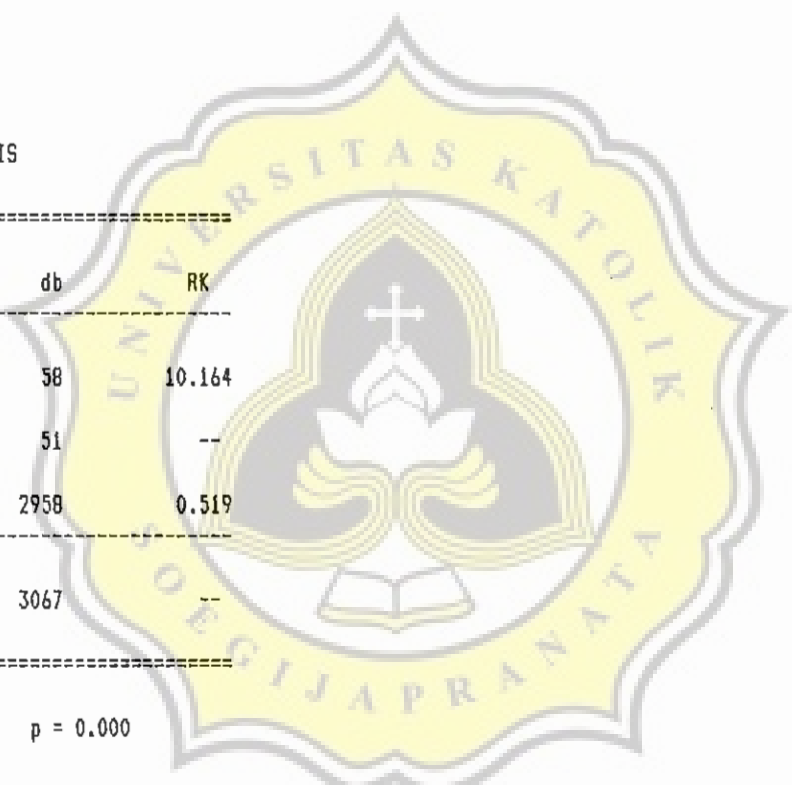 IS
db RK
58 10.164
51 --
2958 0.519
3067 --
p = 0.000
UNIVERSITAS KATOLIK
SOEGIJAPRANATA